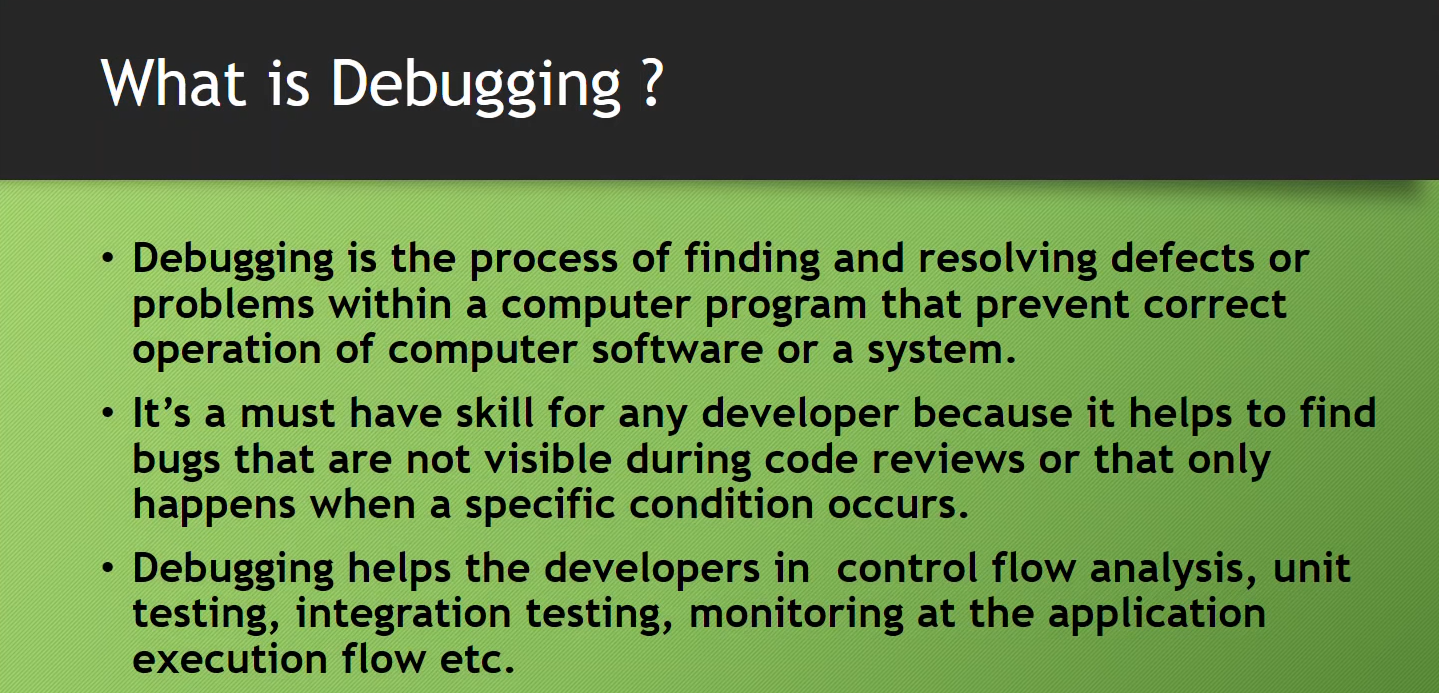 What is Debugging ?
• Debugging is the process of finding and resolving defects or
problems within a computer program that prevent correct
operation of computer software or a system.
• It’s a must have skill for any developer because it helps to find
bugs that are not visible during code reviews or that only
happens when a specific condition occurs.
• Debugging helps the developers in  control flow analysis, unit
testing, integration testing, monitoring at the application
execution flow etc.